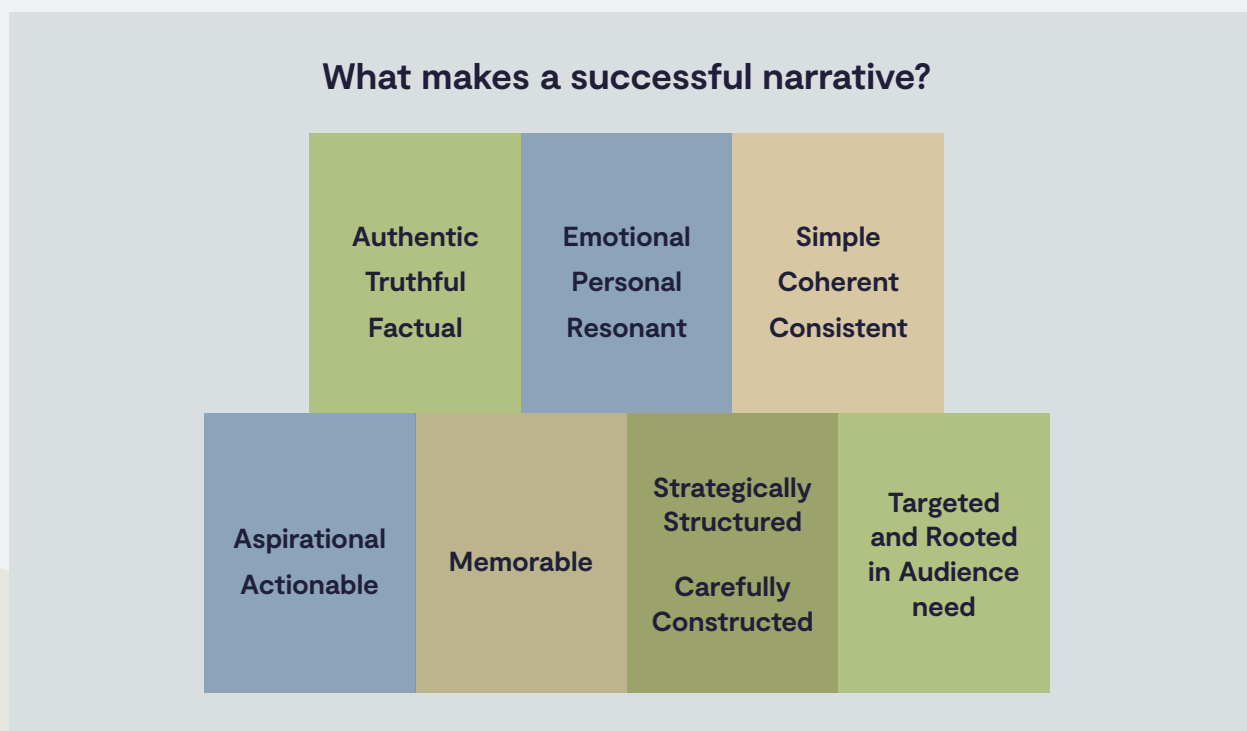 What makes a successful narrative?
Authentic
Truthful
Factual
Emotional
Personal
Resonant
Simple
Coherent
Consistent
Aspirational
Actionable
Memorable
Strategically
Structured
Carefully
Constructed
Targeted
and Rooted
in Audience
need